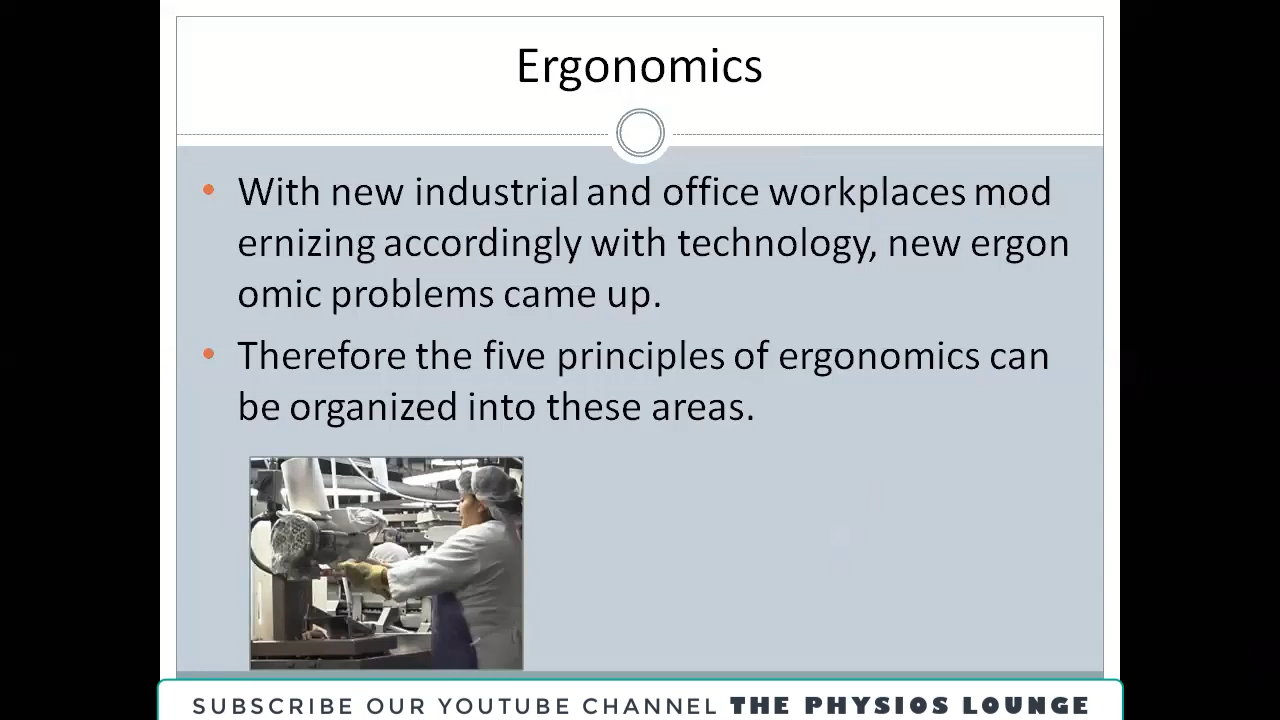 Ergonomics
• With new industrial and office workplaces mod
ernizing accordingly with technology, new ergon
omic problems came up.
• Therefore the five principles of ergonomics can
be organized into these areas.
SUBSCRIBE OUR YOUTUBE CHANNEL THE PHYSIOS LOUNGE